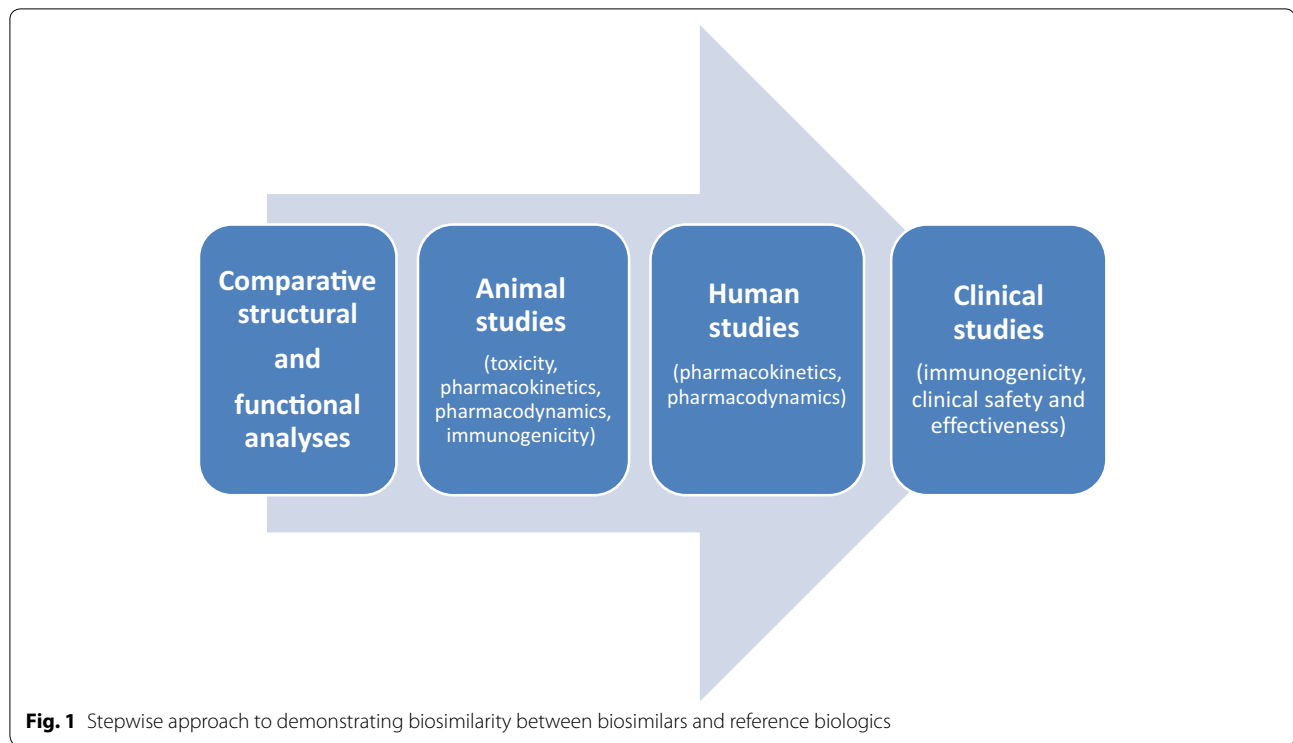 Comparative
structural
and
functional
analyses
Animal
studies
(toxicity,
pharmacokinetics,
pharmacodynamics,
immunogenicity)
Human
studies
(pharmacokinetics,
pharmacodynamics)
Clinical
studies
(immunogenicity,
clinical safety and
effectiveness)
Fig. 1 Stepwise approach to demonstrating biosimilarity between biosimilars and reference biologics